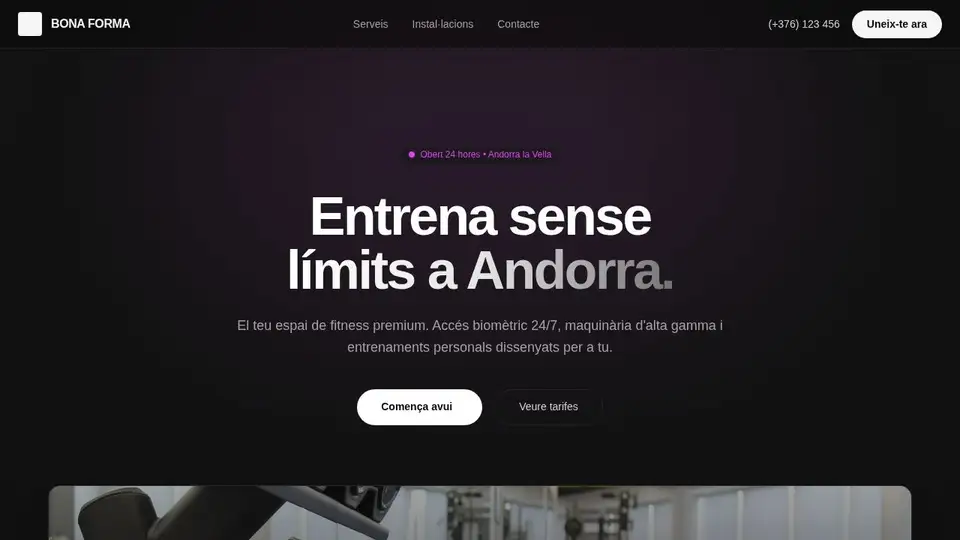 BONA FORMA
Serveis
Instal·lacions
Contacte
(+376) 123 456
Uneix-te ara
Obert 24 hores • Andorra la Vella
Entrena sense
límits a Andorra.
El teu espai de fitness premium. Accés biomètric 24/7, maquinària d'alta gamma i
entrenaments personals dissenyats per a tu.
Comença avui
Veure tarifes